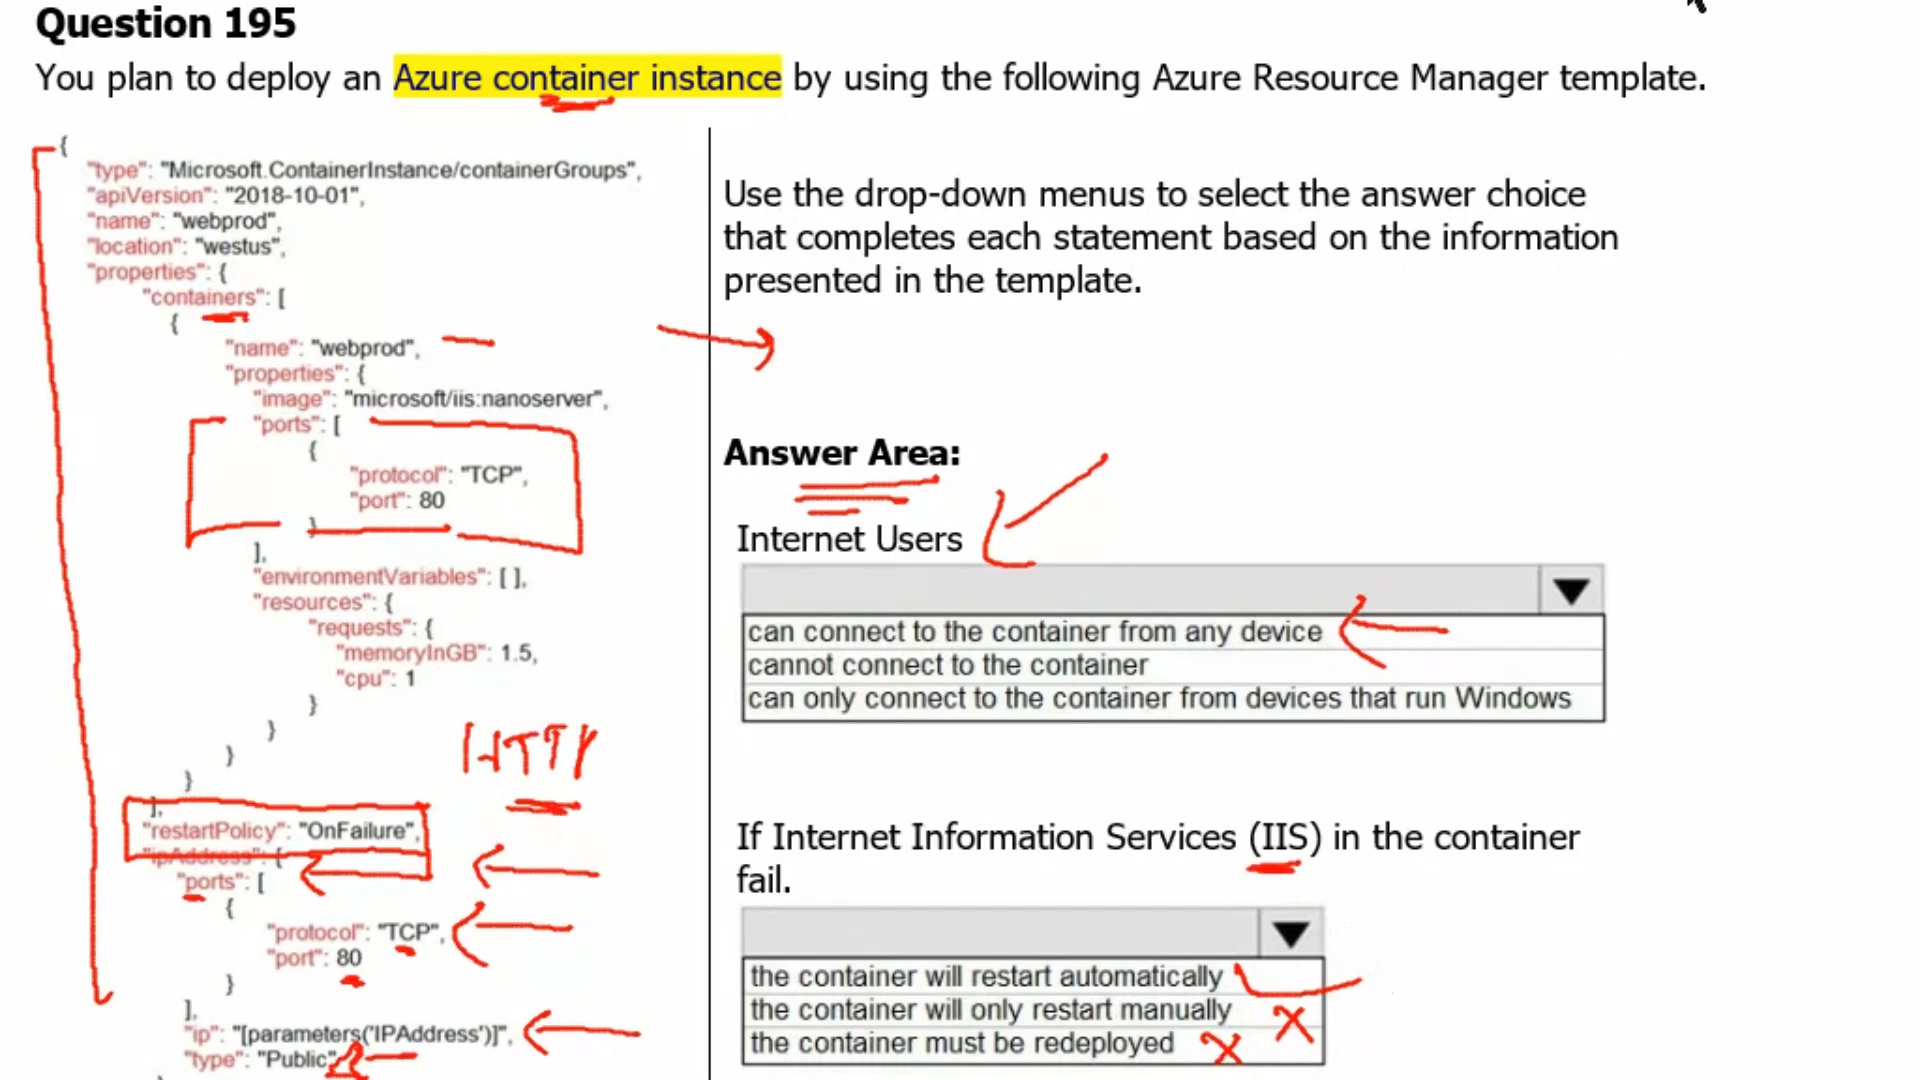 Question 195
You plan to deploy an Azure container instance by using the following Azure Resource Manager template.
{
"type": "Microsoft.ContainerInstance/containerGroups",
"apiVersion": "2018-10-01",
"name": "webprod",
"location": "westus",
"properties": {
"containers": [
{
"name": "webprod",
"properties": {
"image": "microsoft/iis:nanoserver",
"ports": [
{
"protocol": "TCP",
"port": 80
}
],
"environmentVariables": [ ],
"resources": {
"requests": {
"memoryInGB": 1.5,
"cpu": 1
}
}
}
}
],
"restartPolicy": "OnFailure",
"ipAddress": {
"ports": [
{
"protocol": "TCP",
"port": 80
}
],
"ip": "[parameters('IPAddress')]",
"type": "Public"
HTTP
Use the drop-down menus to select the answer choice
that completes each statement based on the information
presented in the template.
Answer Area:
Internet Users
can connect to the container from any device
cannot connect to the container
can only connect to the container from devices that run Windows
If Internet Information Services (IIS) in the container
fail.
the container will restart automatically
the container will only restart manually
the container must be redeployed